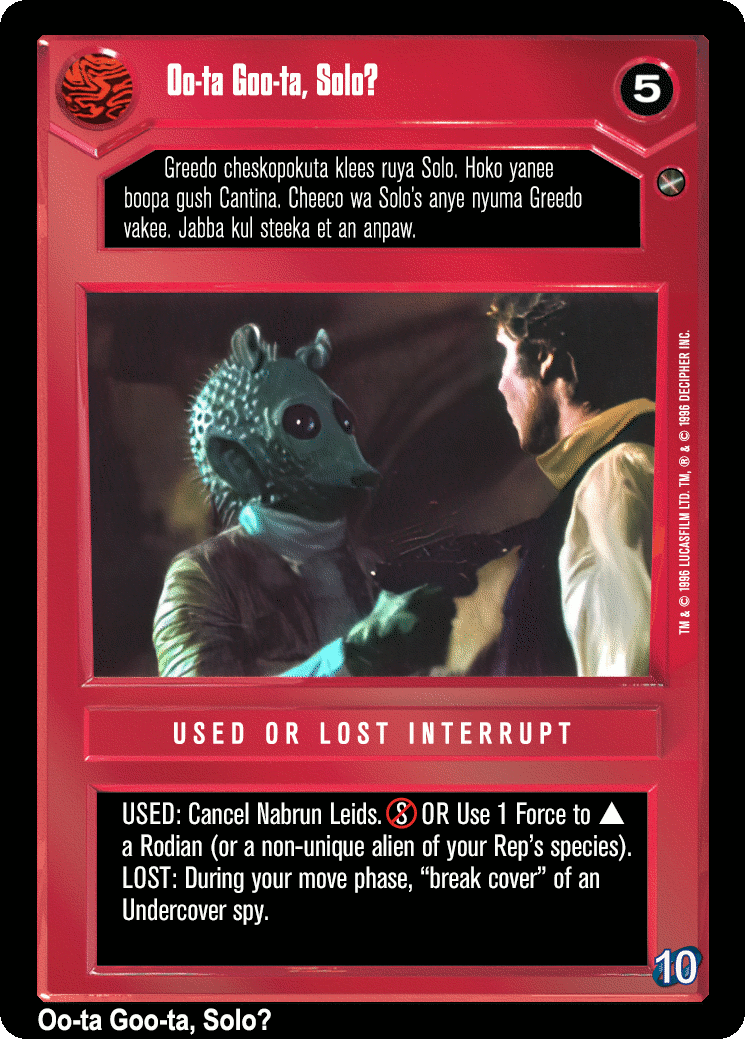 Oo-ta Goo-ta, Solo?
5
Greedo cheskopokuta klees ruya Solo. Hoko yanee
boopa gush Cantina. Cheeco wa Solo's anye nyuma Greedo
vakee. Jabba kul steeka et an anpaw.
TM & © 1996 LUCASFILM LTD. TM, ® & © 1996 DECIPHER INC.
USED OR LOST INTERRUPT
USED: Cancel Nabrun Leids. 8 OR Use 1 Force to ▲
a Rodian (or a non-unique alien of your Rep's species).
LOST: During your move phase, “break cover” of an
Undercover spy.
10
Oo-ta Goo-ta, Solo?